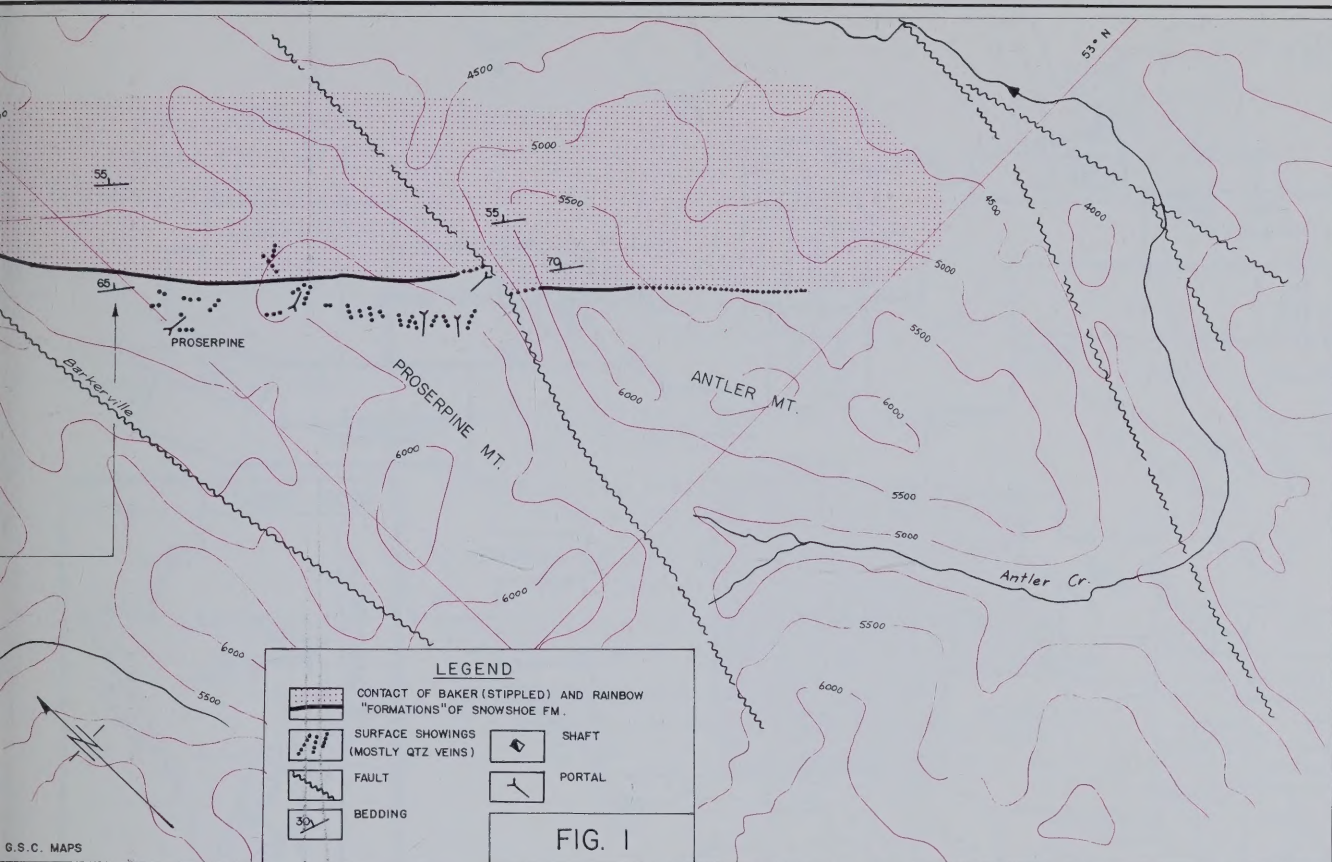 4500
53° N
5000
55
5500
55
4500
4000
70
5000
65
PROSERPINE
5500
Barkerville
PROSERPINE MT.
ANTLER MT.
6000
6000
6000
5500
5000
Antler Cr.
6000
5500
6000
6000
5500
N
LEGEND
CONTACT OF BAKER (STIPPLED) AND RAINBOW
"FORMATIONS" OF SNOWSHOE FM.
SURFACE SHOWINGS
(MOSTLY QTZ VEINS)
SHAFT
FAULT
PORTAL
30
BEDDING
FIG. 1
G.S.C. MAPS